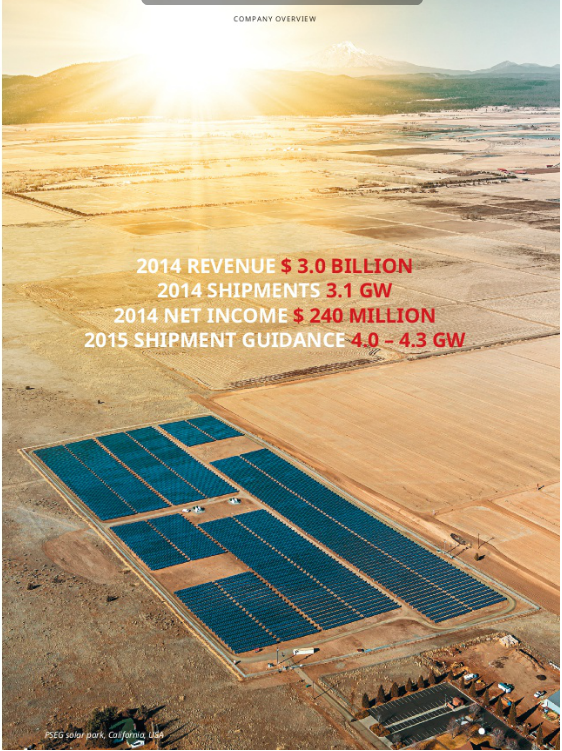 COMPANY OVERVIEW
2014 REVENUE $ 3.0 BILLION
2014 SHIPMENTS 3.1 GW
2014 NET INCOME $ 240 MILLION
2015 SHIPMENT GUIDANCE 4.0 – 4.3 GW
PSEG solar park, California, USA